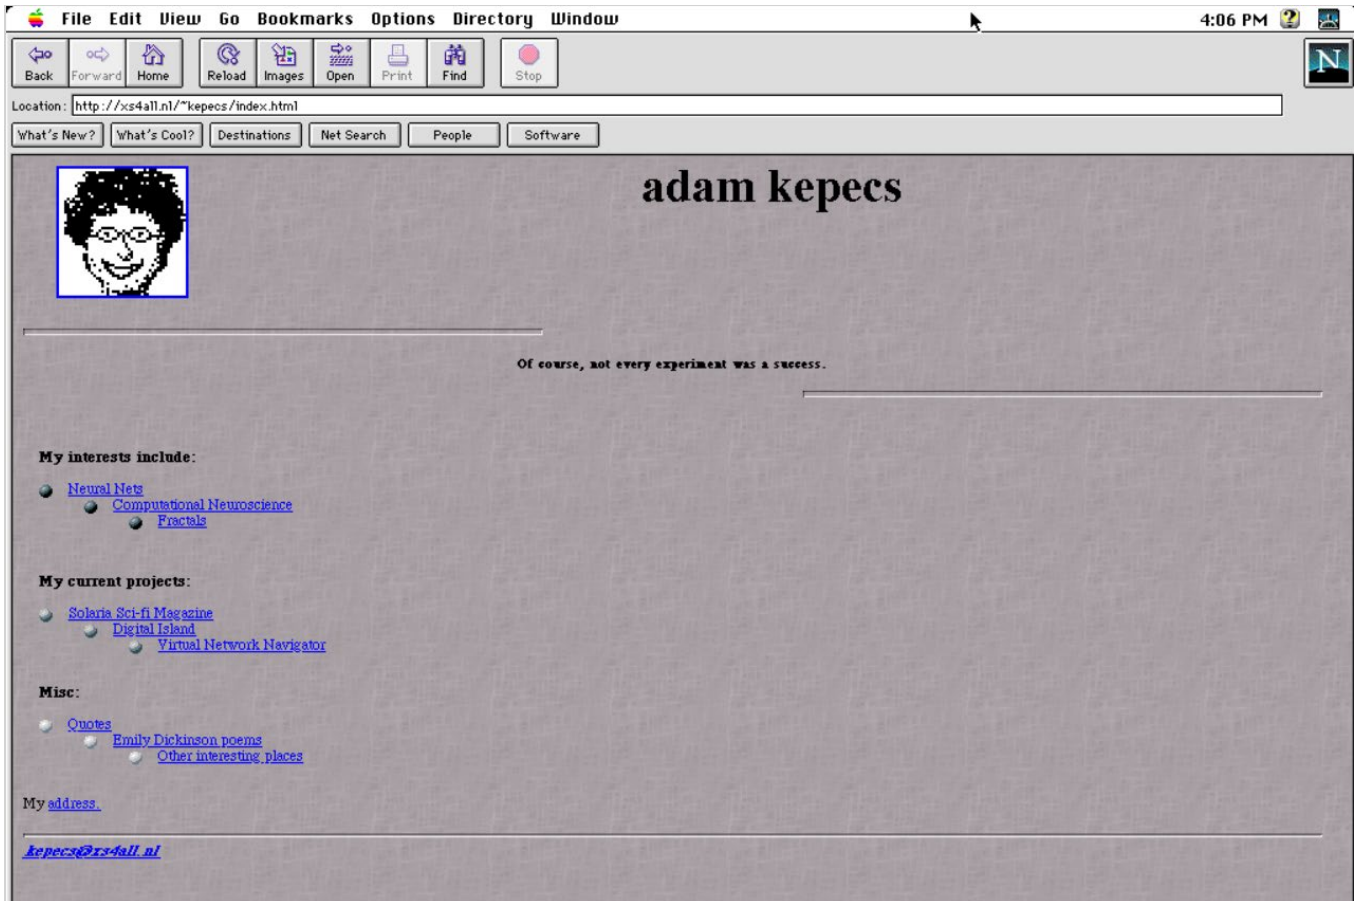 File Edit View Go Bookmarks Options Directory Window 4:06 PM
Back Forward Home Reload Images Open Print Find Stop
N
Location: http://xs4all.nl/~kepecs/index.html
What's New? What's Cool? Destinations Net Search People Software
adam kepecs
Of course, not every experiment was a success.
My interests include:
Neural Nets
Computational Neuroscience
Fractals
My current projects:
Solaria Sci-fi Magazine
Digital Island
Virtual Network Navigator
Misc:
Quotes
Emily Dickinson poems
Other interesting places
My address.
kepecs@xs4all.nl